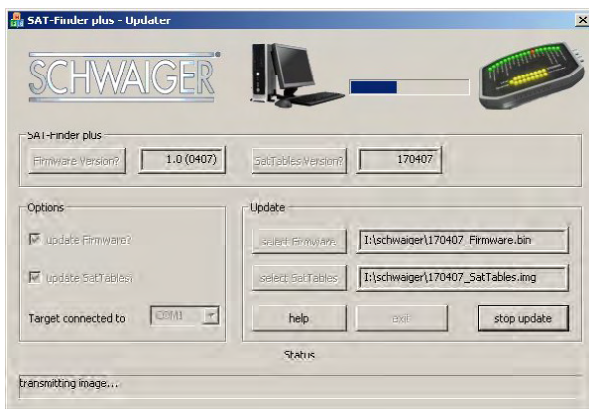 SAT-Finder plus - Updater
SCHWAIGER
SAT-Finder plus
Firmware Version?
1.0 (0407)
SatTables Version?
170407
Options
Update
update Firmware?
select Firmware
I:\schwaiger\170407_Firmware.bin
update SatTables?
select SatTables
I:\schwaiger\170407_SatTables.img
Target connected to
COM1
help
exit
stop update
Status
transmitting image...